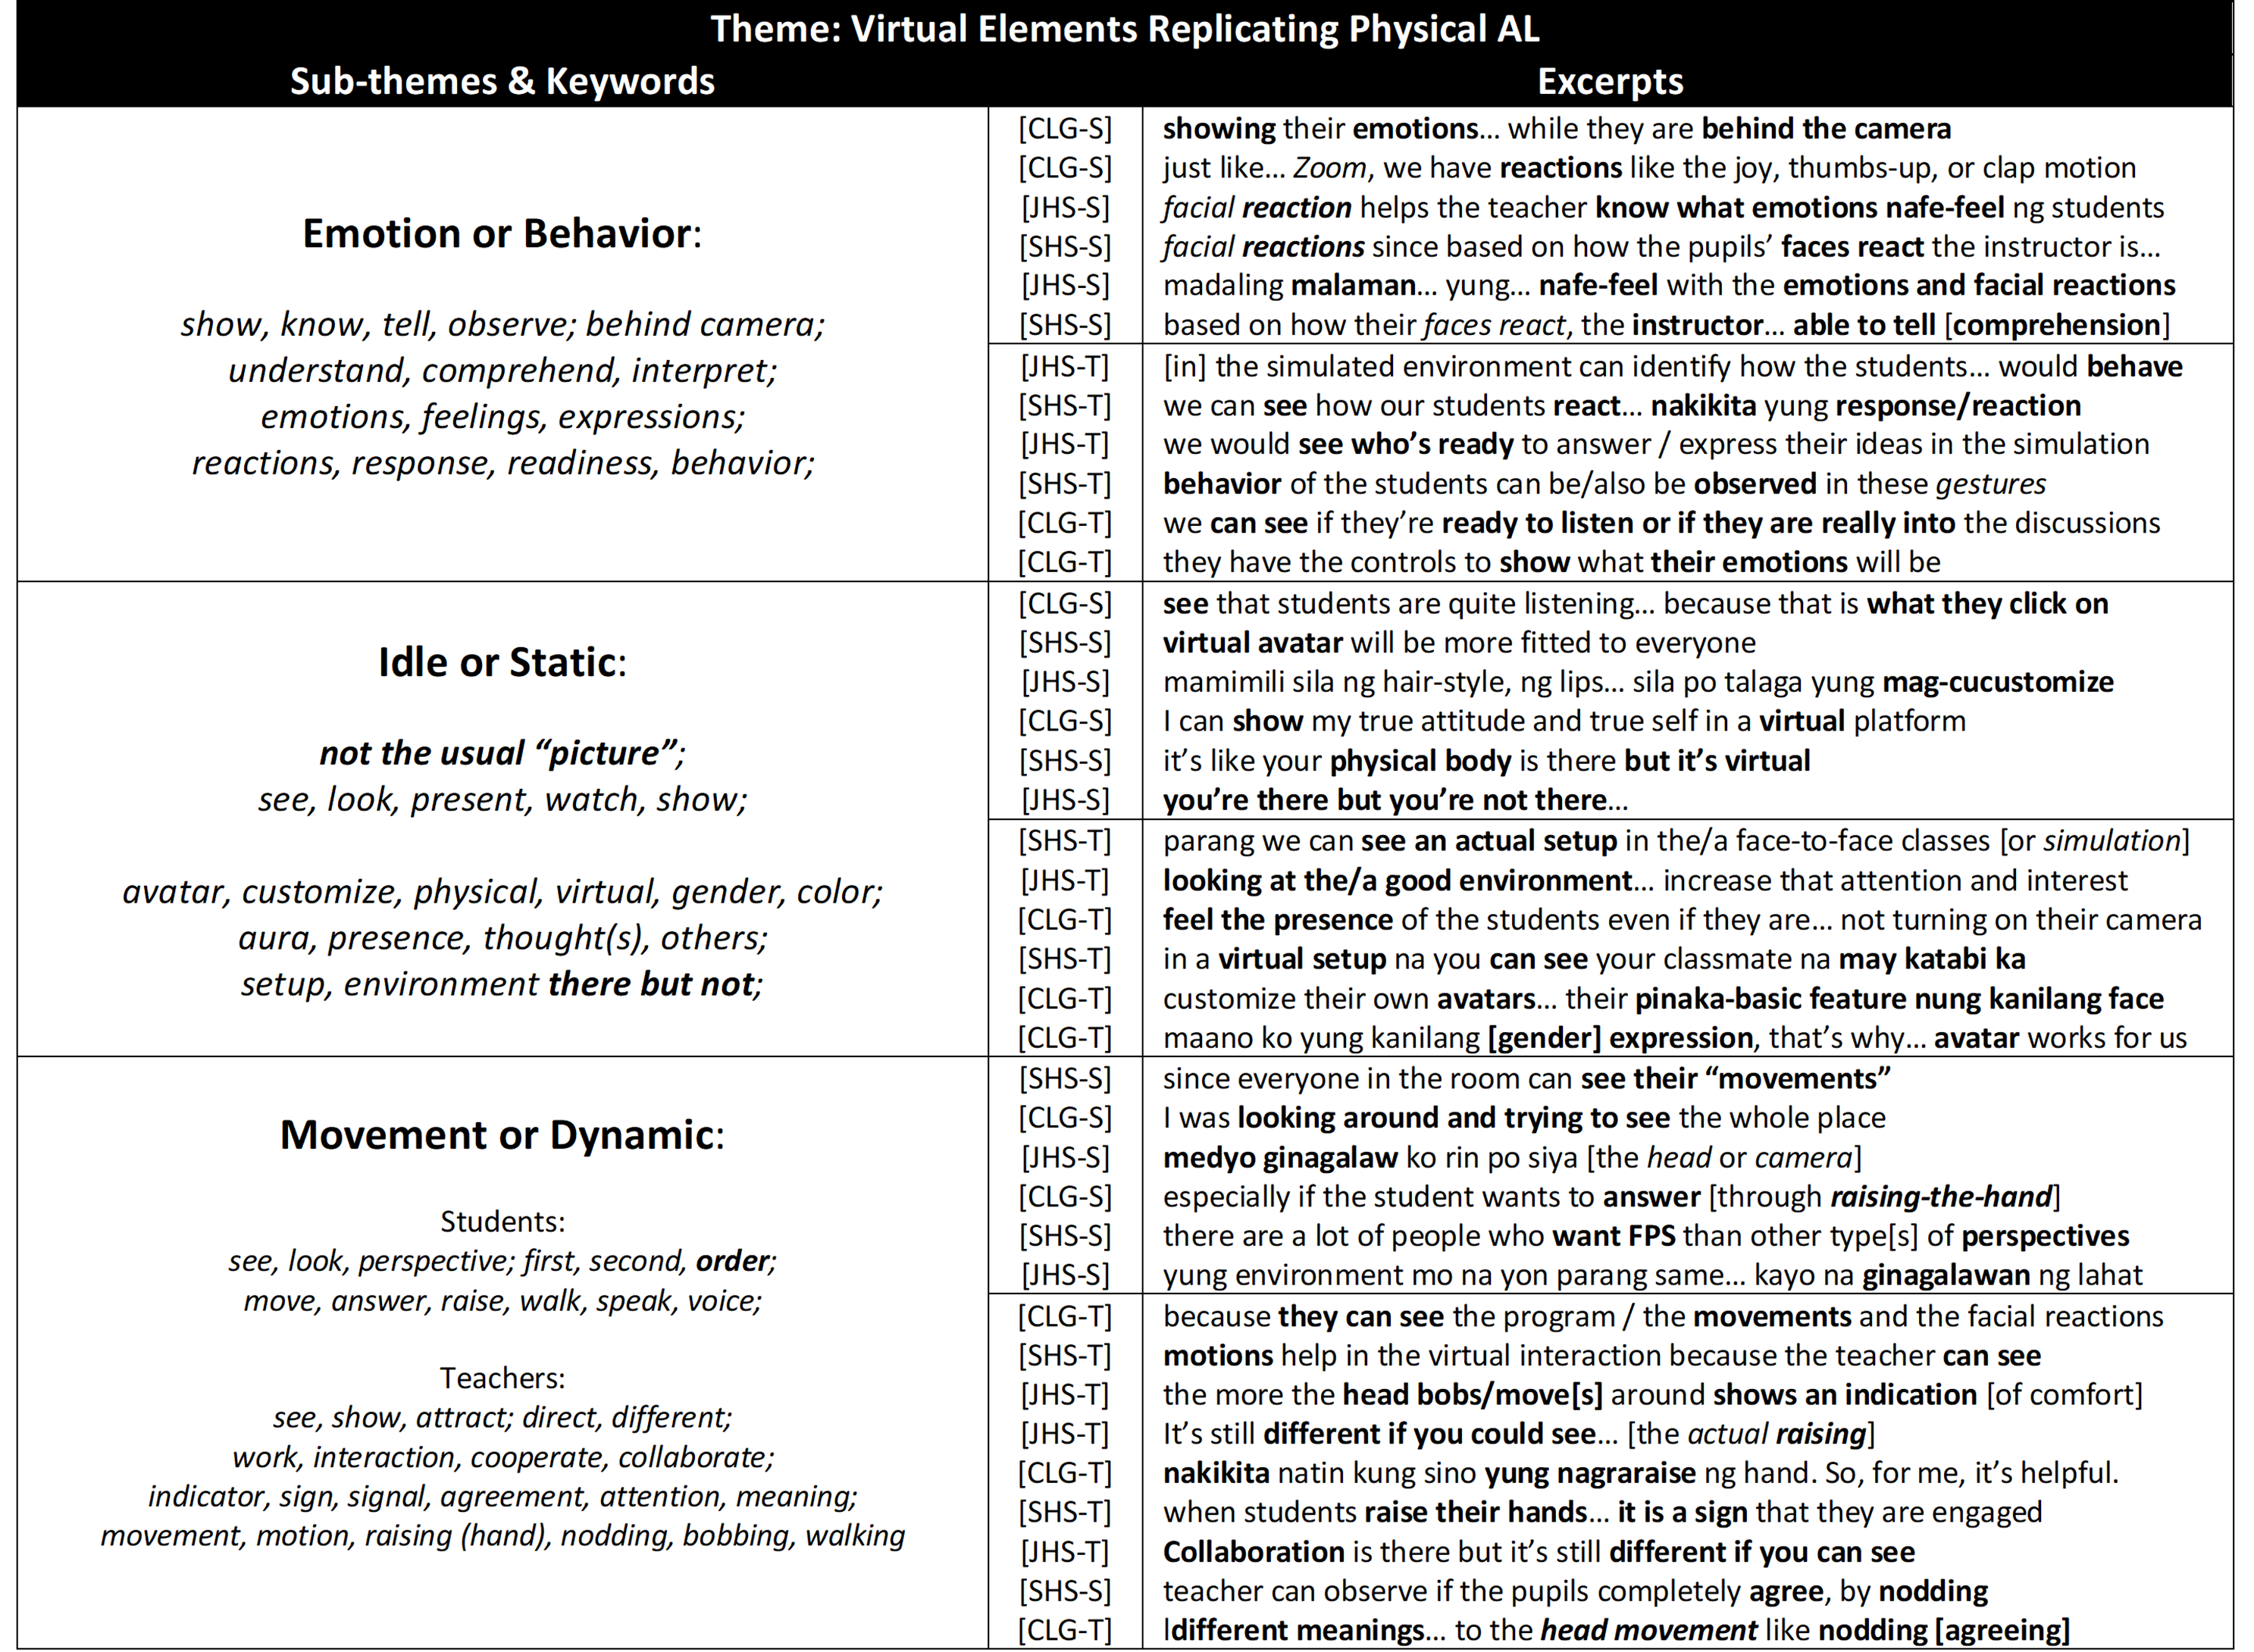 Theme: Virtual Elements Replicating Physical AL
Sub-themes & Keywords Excerpts
Emotion or Behavior:
show, know, tell, observe; behind camera;
understand, comprehend, interpret;
emotions, feelings, expressions;
reactions, response, readiness, behavior;
[CLG-S] showing their emotions… while they are behind the camera
[CLG-S] just like… Zoom, we have reactions like the joy, thumbs-up, or clap motion
[JHS-S] facial reaction helps the teacher know what emotions nafe-feel ng students
[SHS-S] facial reactions since based on how the pupils’ faces react the instructor is…
[JHS-S] madaling malaman… yung… nafe-feel with the emotions and facial reactions
[SHS-S] based on how their faces react, the instructor… able to tell [comprehension]
[JHS-T] [in] the simulated environment can identify how the students… would behave
[SHS-T] we can see how our students react… nakikita yung response/reaction
[JHS-T] we would see who’s ready to answer / express their ideas in the simulation
[SHS-T] behavior of the students can be/also be observed in these gestures
[CLG-T] we can see if they’re ready to listen or if they are really into the discussions
[CLG-T] they have the controls to show what their emotions will be
Idle or Static:
not the usual “picture”;
see, look, present, watch, show;
avatar, customize, physical, virtual, gender, color;
aura, presence, thought(s), others;
setup, environment there but not;
[CLG-S] see that students are quite listening… because that is what they click on
[SHS-S] virtual avatar will be more fitted to everyone
[JHS-S] mamimili sila ng hair-style, ng lips… sila po talaga yung mag-cucustomize
[CLG-S] I can show my true attitude and true self in a virtual platform
[SHS-S] it’s like your physical body is there but it’s virtual
[JHS-S] you’re there but you’re not there…
[SHS-T] parang we can see an actual setup in the/a face-to-face classes [or simulation]
[JHS-T] looking at the/a good environment… increase that attention and interest
[CLG-T] feel the presence of the students even if they are… not turning on their camera
[SHS-T] in a virtual setup na you can see your classmate na may katabi ka
[CLG-T] customize their own avatars… their pinaka-basic feature nung kanilang face
[CLG-T] maano ko yung kanilang [gender] expression, that’s why… avatar works for us
Movement or Dynamic:
Students:
see, look, perspective; first, second, order;
move, answer, raise, walk, speak, voice;
Teachers:
see, show, attract; direct, different;
work, interaction, cooperate, collaborate;
indicator, sign, signal, agreement, attention, meaning;
movement, motion, raising (hand), nodding, bobbing, walking
[SHS-S] since everyone in the room can see their “movements”
[CLG-S] I was looking around and trying to see the whole place
[JHS-S] medyo ginagalaw ko rin po siya [the head or camera]
[CLG-S] especially if the student wants to answer [through raising-the-hand]
[SHS-S] there are a lot of people who want FPS than other type[s] of perspectives
[JHS-S] yung environment mo na yon parang same… kayo na ginagalawan ng lahat
[CLG-T] because they can see the program / the movements and the facial reactions
[SHS-T] motions help in the virtual interaction because the teacher can see
[JHS-T] the more the head bobs/move[s] around shows an indication [of comfort]
[JHS-T] It’s still different if you could see… [the actual raising]
[CLG-T] nakikita natin kung sino yung nagraraise ng hand. So, for me, it’s helpful.
[SHS-T] when students raise their hands… it is a sign that they are engaged
[JHS-T] Collaboration is there but it’s still different if you can see
[SHS-S] teacher can observe if the pupils completely agree, by nodding
[CLG-T] ldifferent meanings… to the head movement like nodding [agreeing]